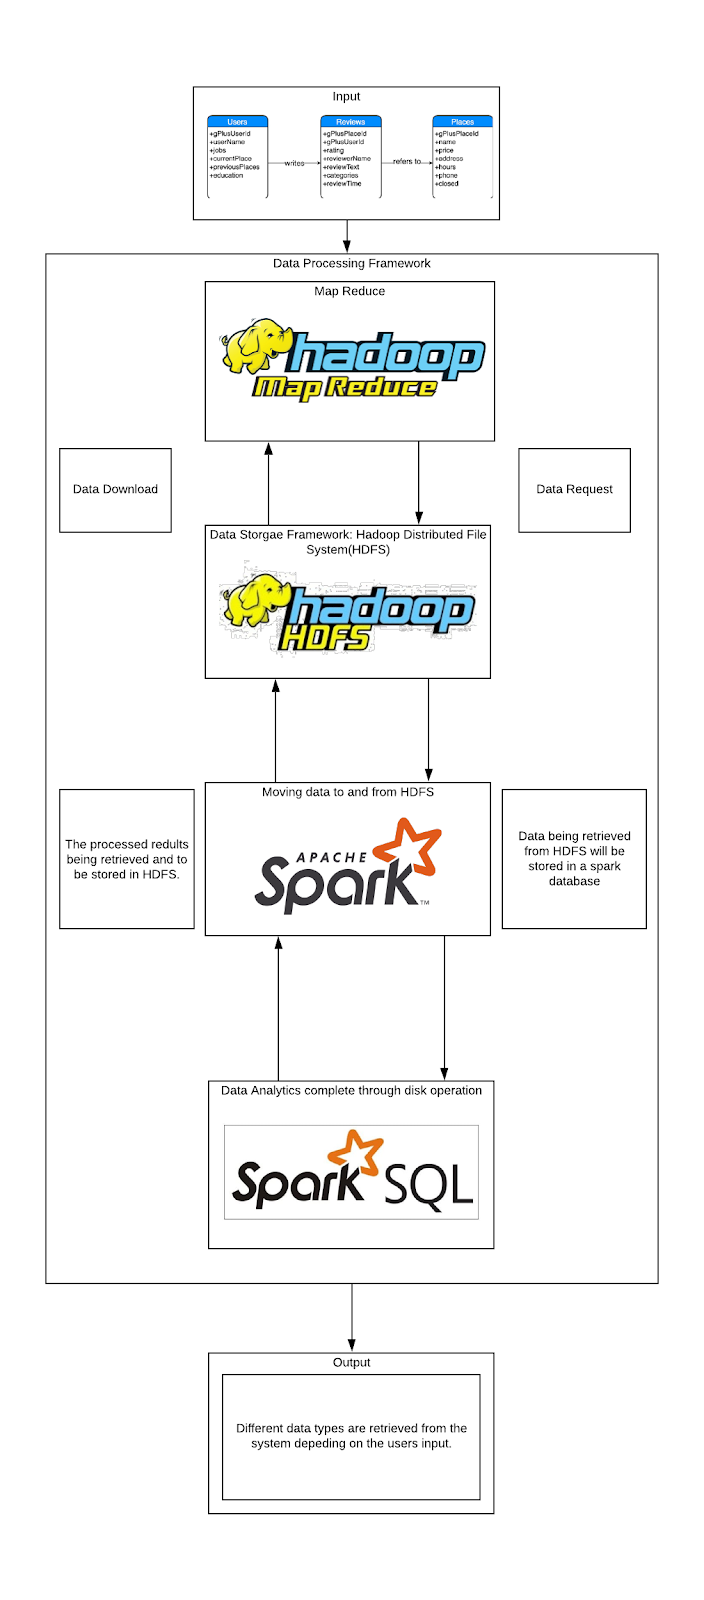 Input
Users
+gPlusUserId
+userName
+jobs
+currentPlace
+previousPlaces
+education
writes
Reviews
+gPlusPlaceId
+gPlusUserId
+rating
+reviewerName
+reviewText
+categories
+reviewTime
refers to
Places
+gPlusPlaceId
+name
+price
+address
+hours
+phone
+closed
Data Processing Framework
Map Reduce
hadoop
Map Reduce
Data Download
Data Request
Data Storgae Framework: Hadoop Distributed File
System(HDFS)
hadoop
HDFS
Moving data to and from HDFS
The processed redults
being retrieved and to
be stored in HDFS.
APACHE
Spark™
Data being retrieved
from HDFS will be
stored in a spark
database
Data Analytics complete through disk operation
Spark SQL
Output
Different data types are retrieved from the
system depeding on the users input.